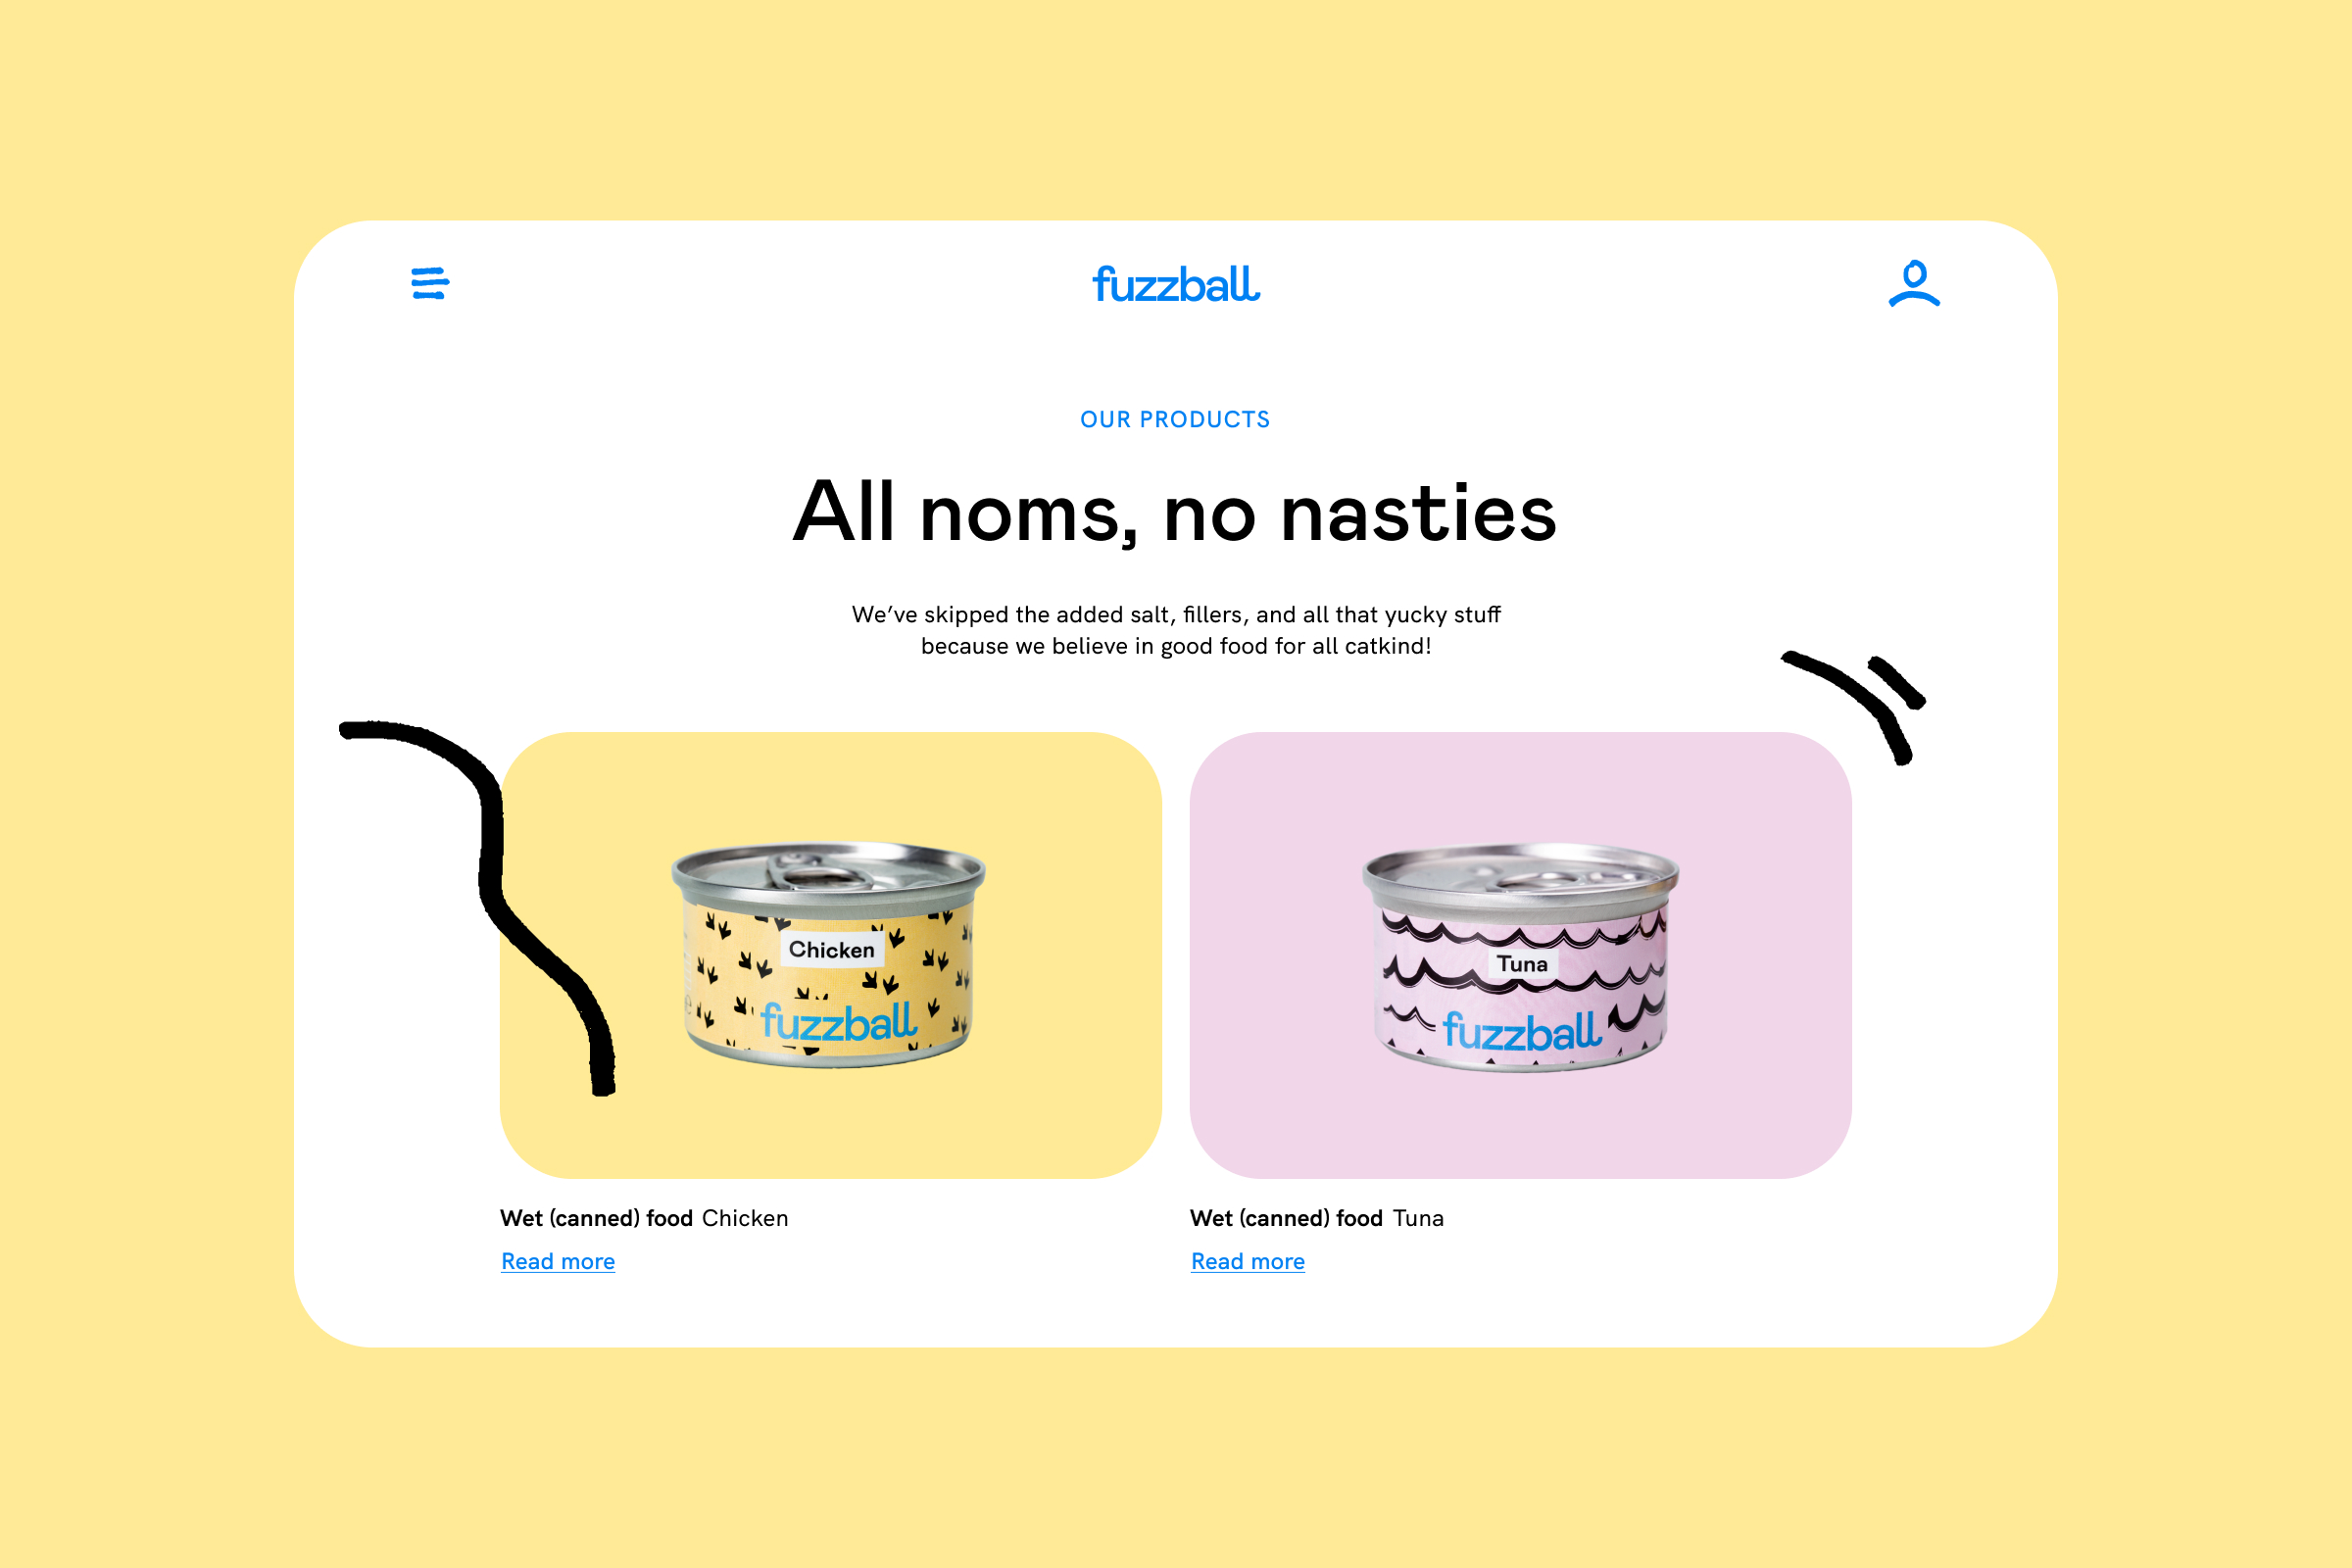 fuzzball
OUR PRODUCTS
All noms, no nasties
We’ve skipped the added salt, fillers, and all that yucky stuff
because we believe in good food for all catkind!
Chicken
fuzzball
Tuna
fuzzball
Wet (canned) food Chicken
Read more
Wet (canned) food Tuna
Read more